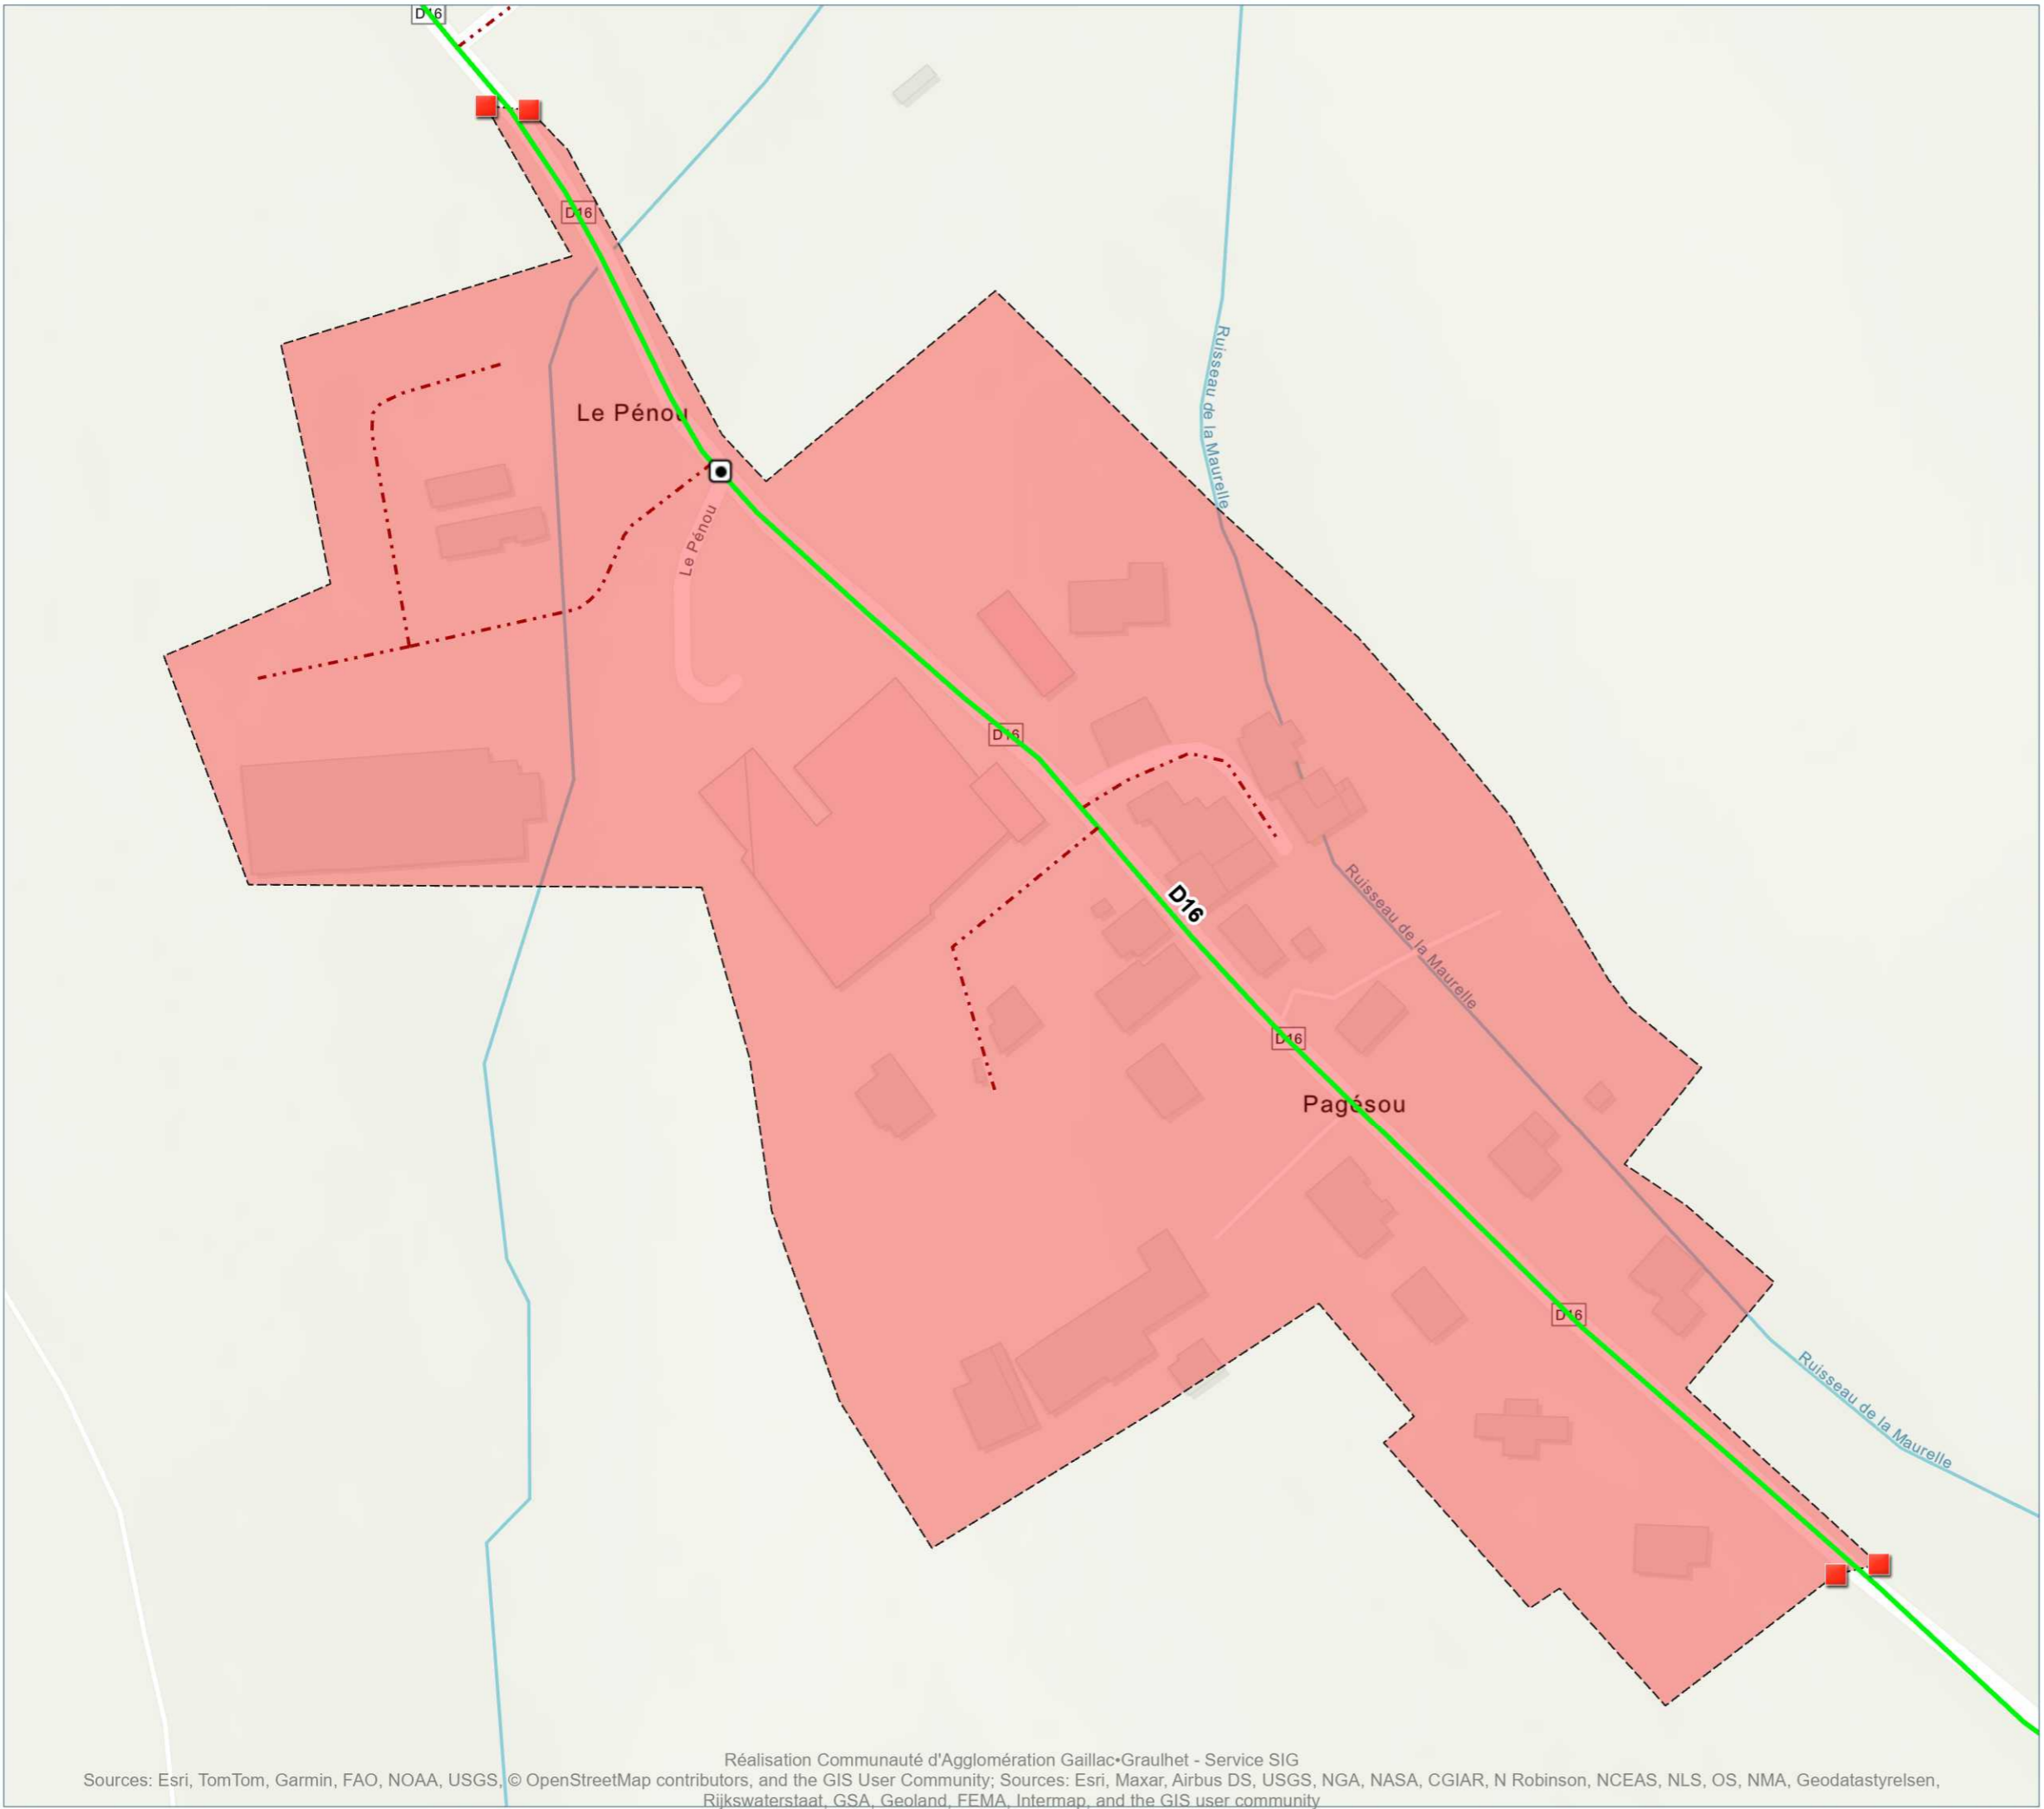 D16
D16
Ruisseau de la Maurelle
Le Pénou
Le Pénou
D16
Ruisseau de la Maurelle
D16
D16
Pagésou
D16
Ruisseau de la Maurelle
Réalisation Communauté d'Agglomération Gaillac•Graulhet - Service SIG
Sources: Esri, TomTom, Garmin, FAO, NOAA, USGS, © OpenStreetMap contributors, and the GIS User Community; Sources: Esri, Maxar, Airbus DS, USGS, NGA, NASA, CGIAR, N Robinson, NCEAS, NLS, OS, NMA, Geodatastyrelsen,
Rijkswaterstaat, GSA, Geoland, FEMA, Intermap, and the GIS user community